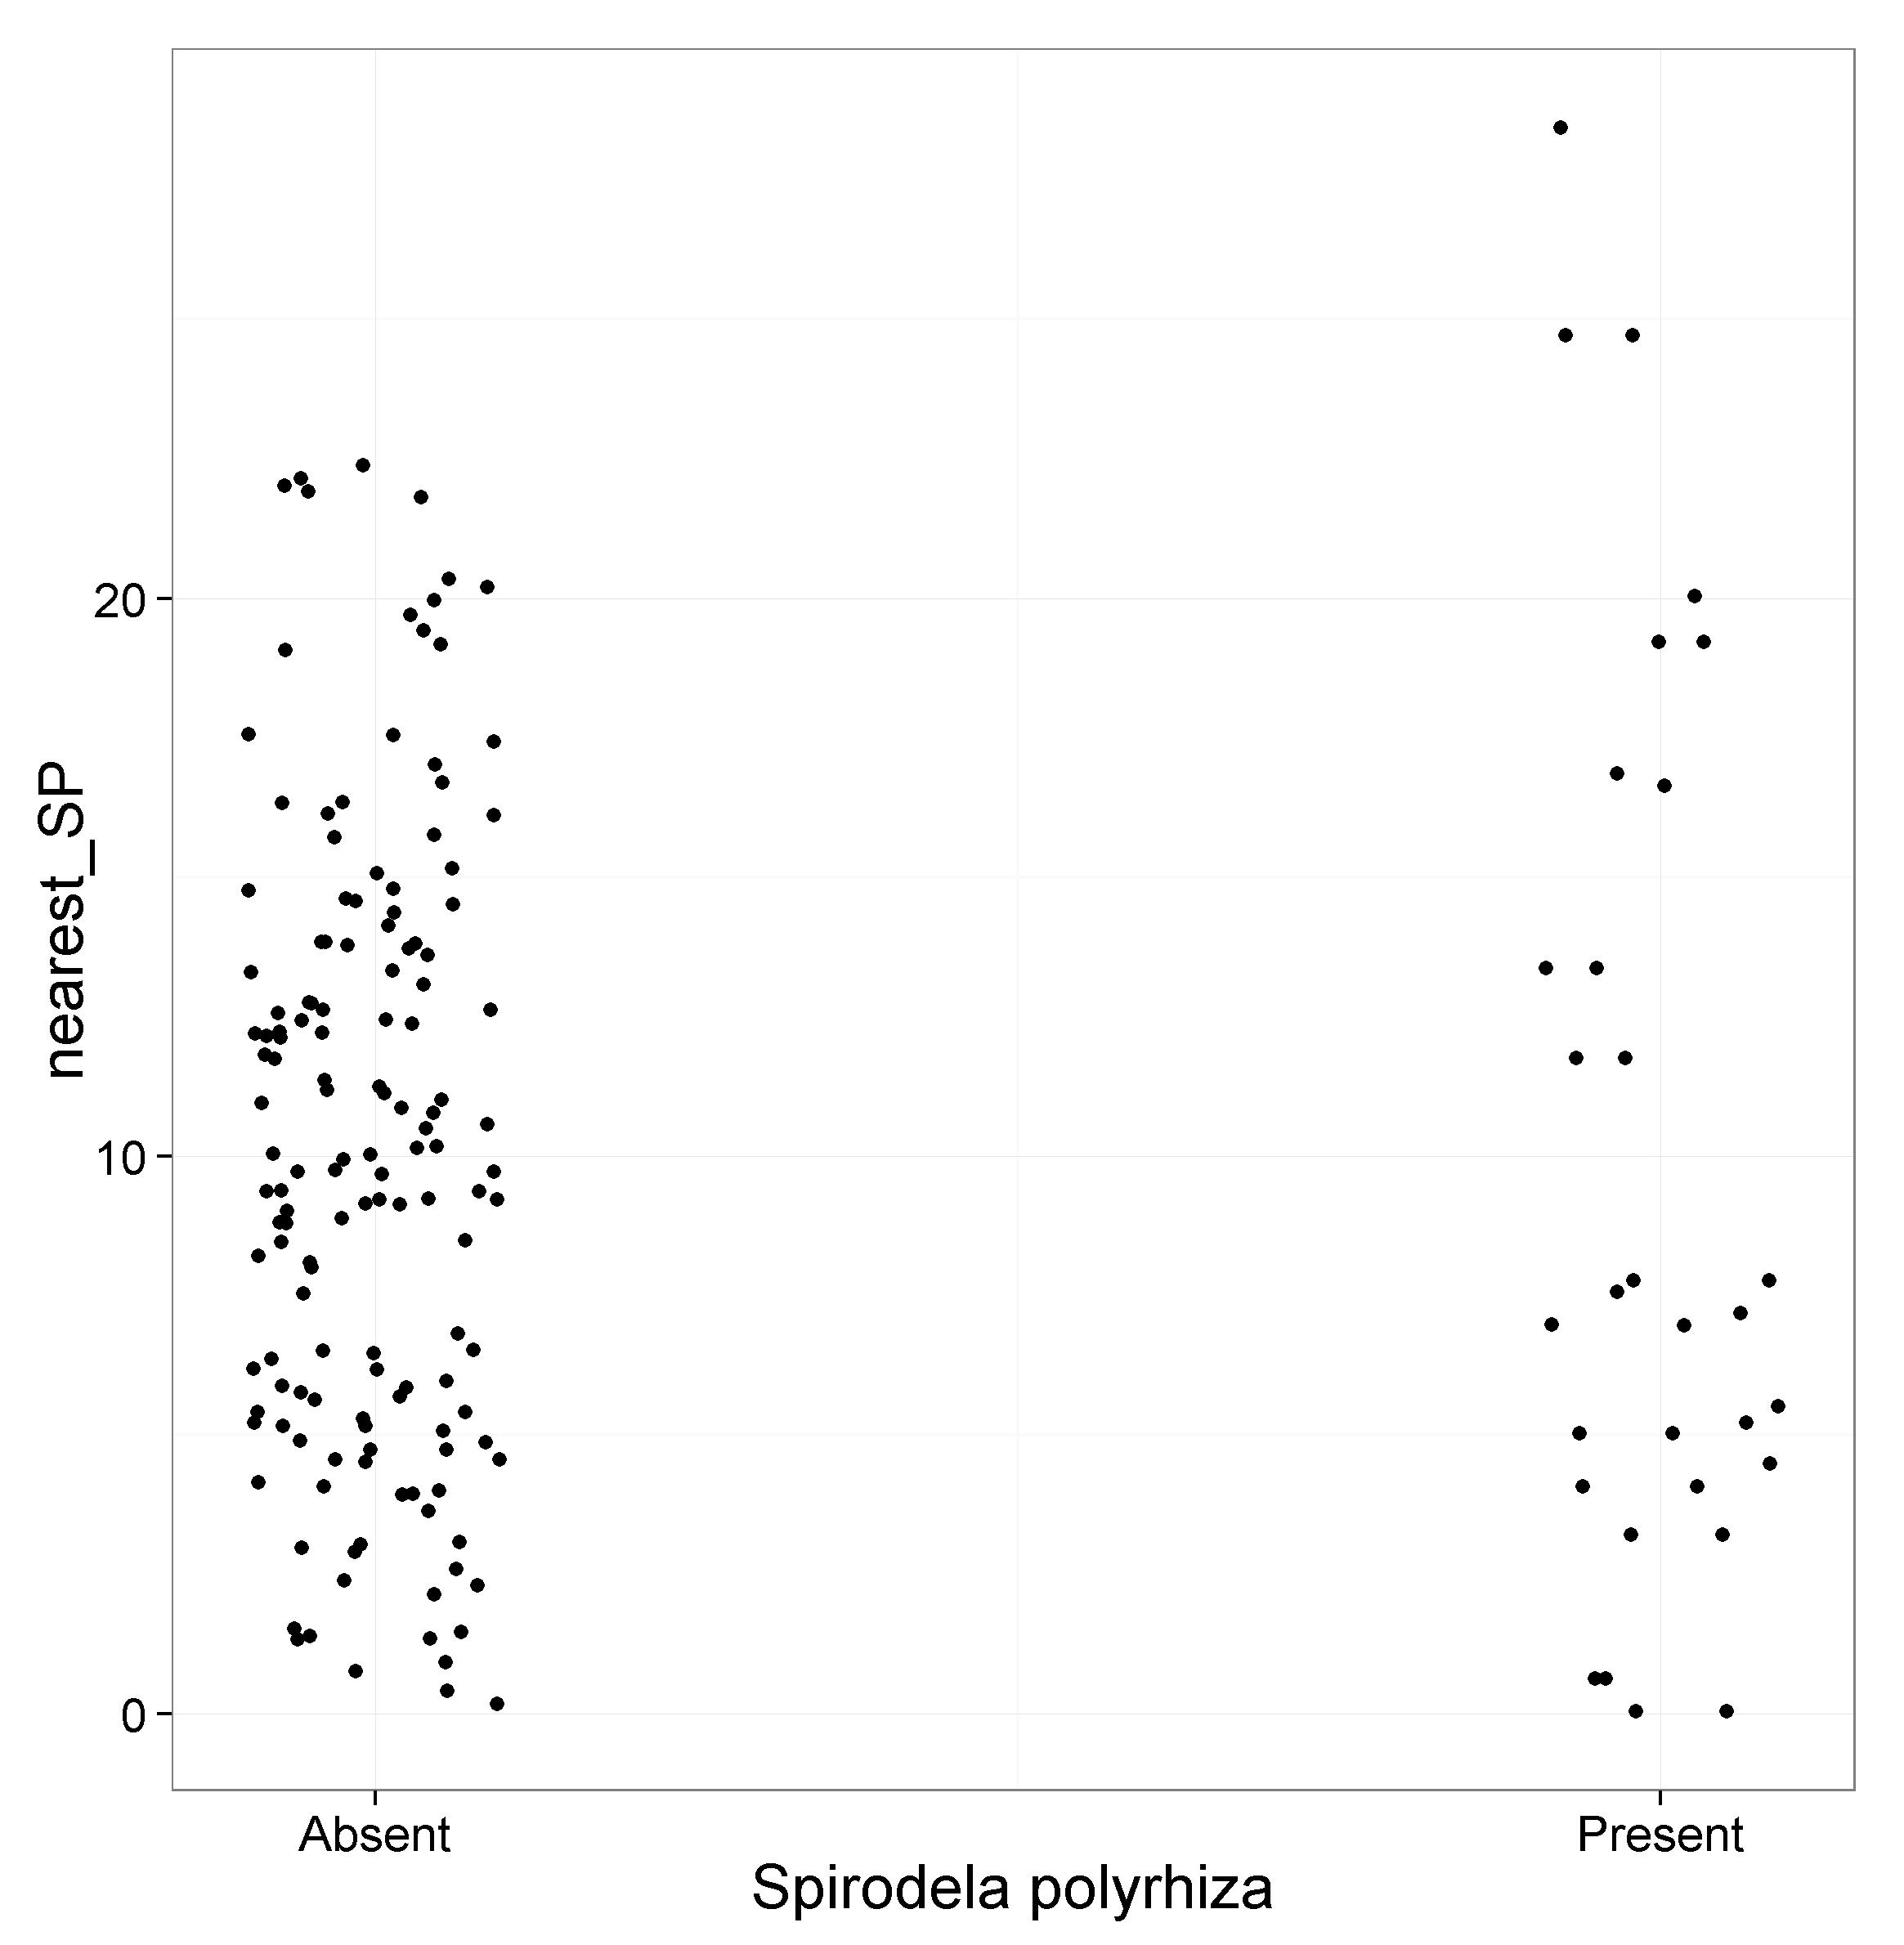 nearest_SP
20
10
0
Absent
Present
Spirodela polyrhiza